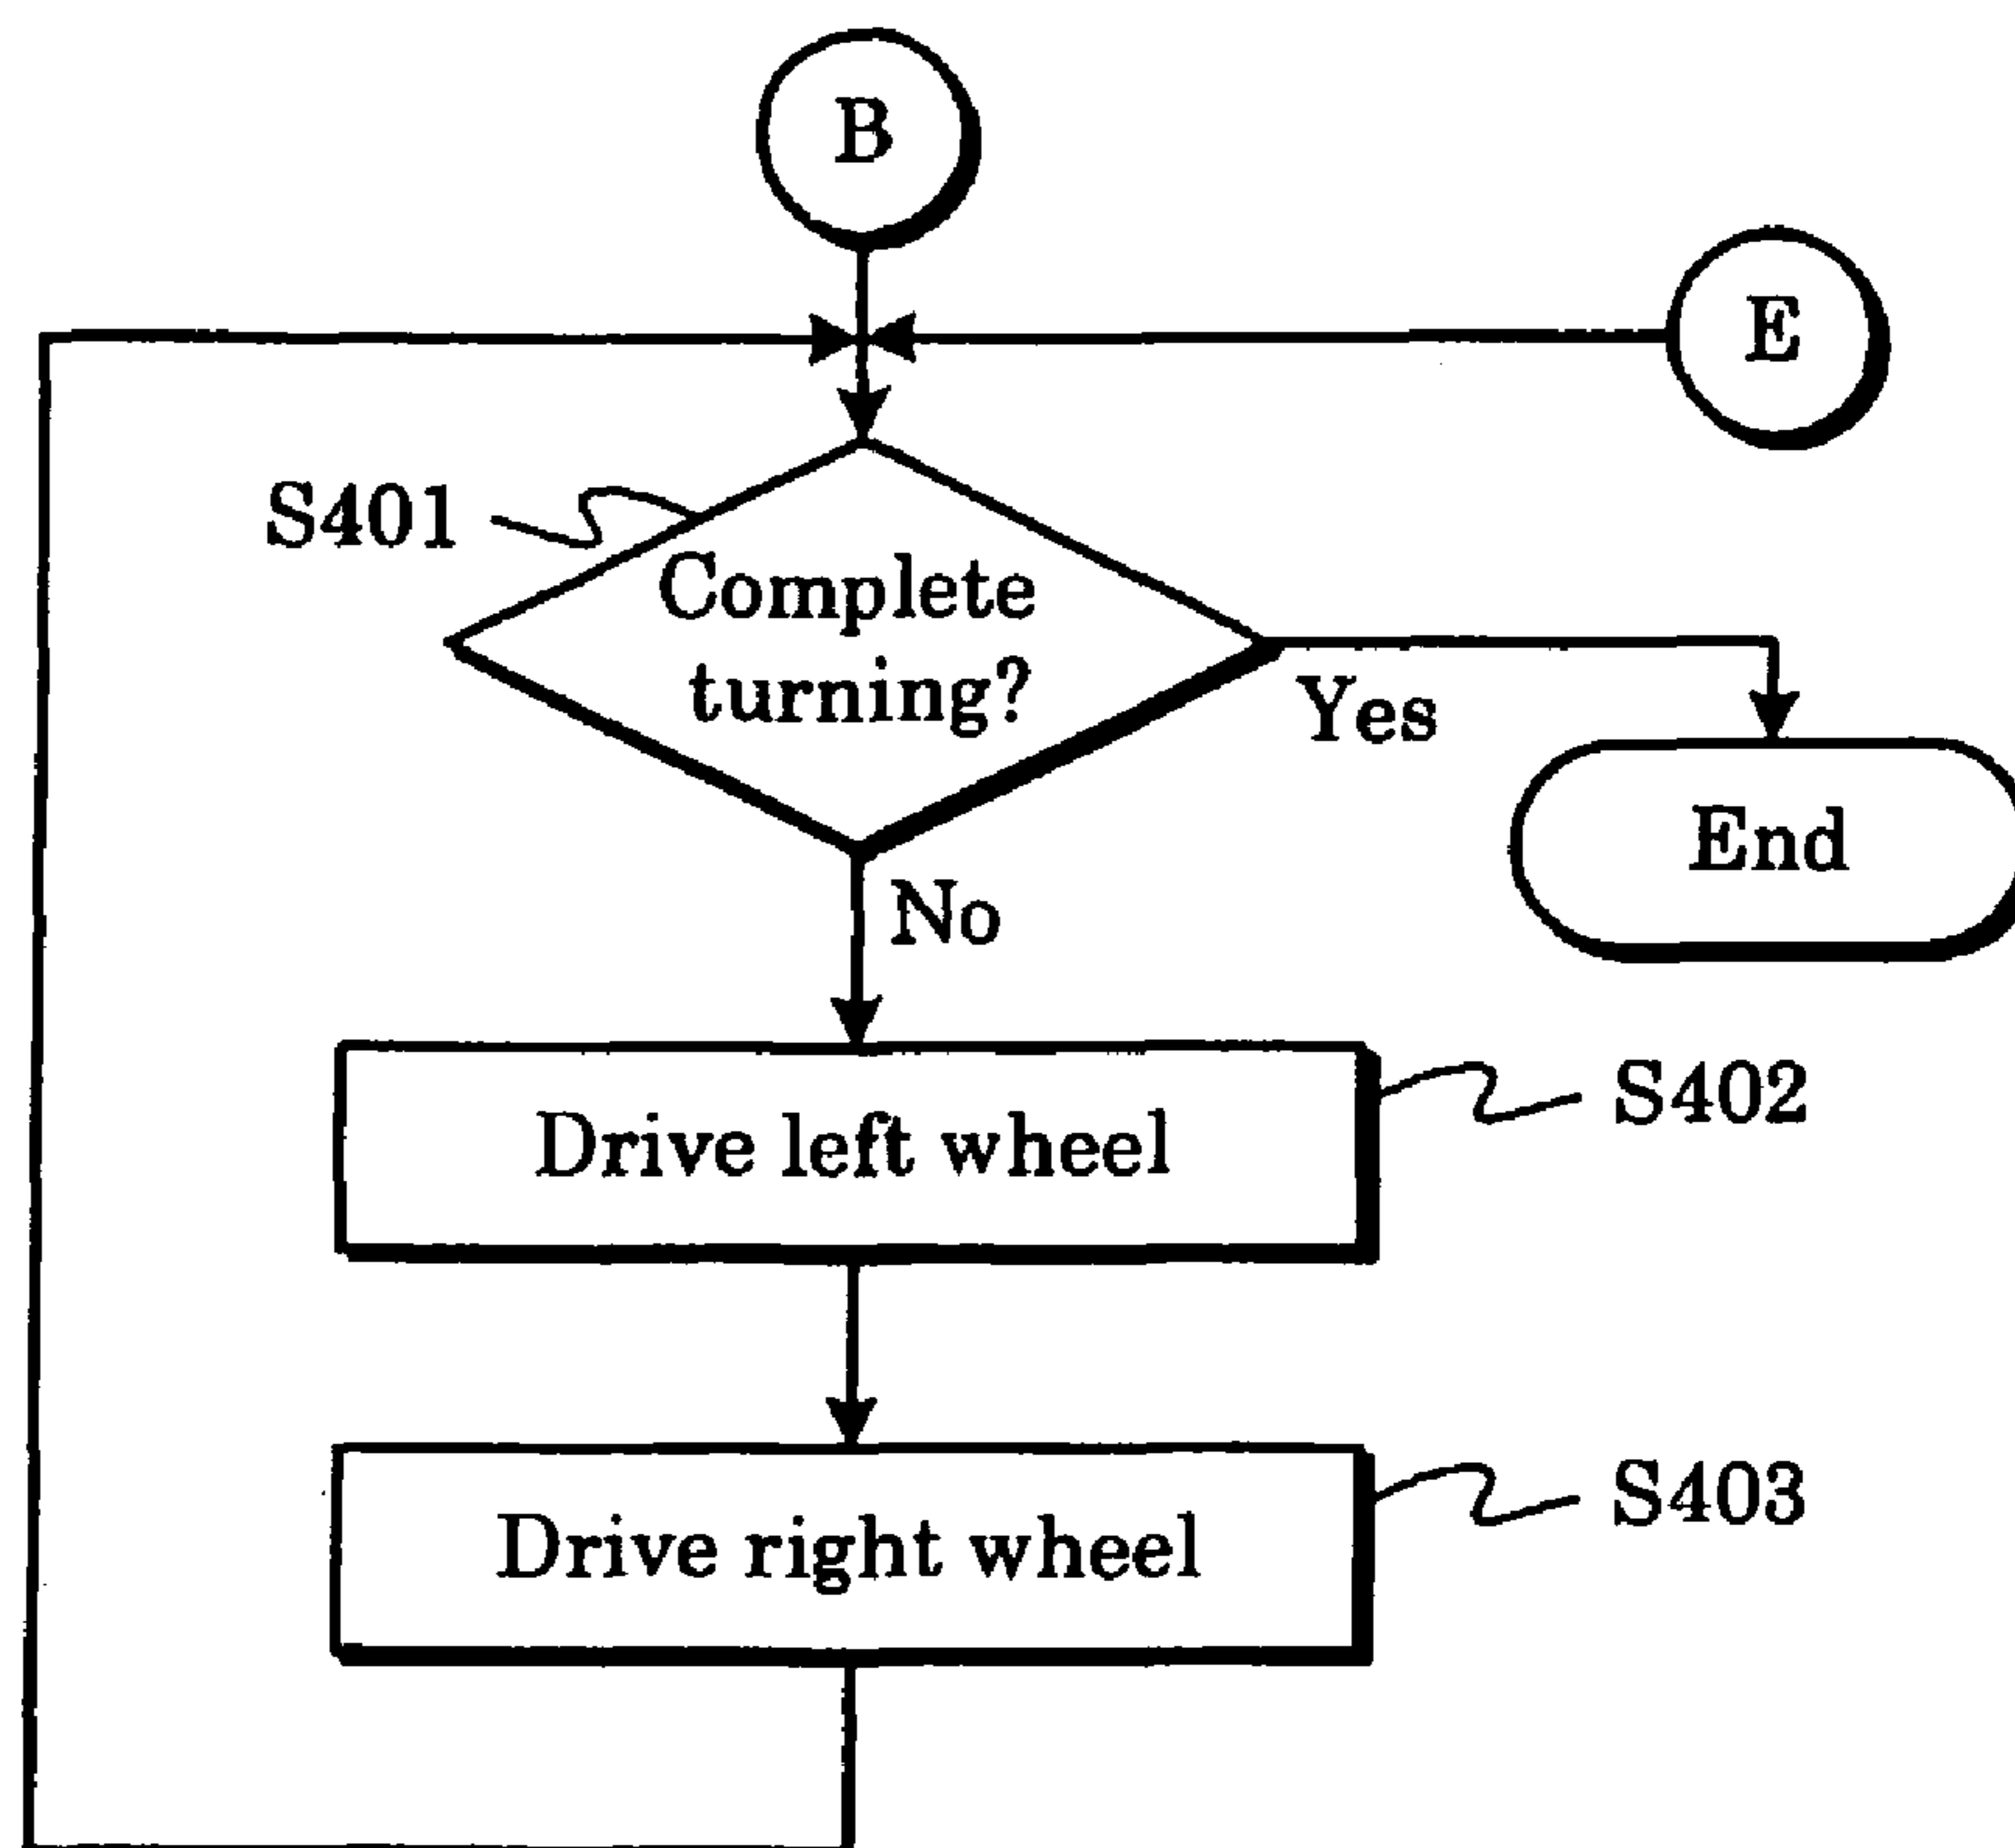 B
E
S401
Complete
turning?
Yes
End
No
Drive left wheel
S402
Drive right wheel
S403